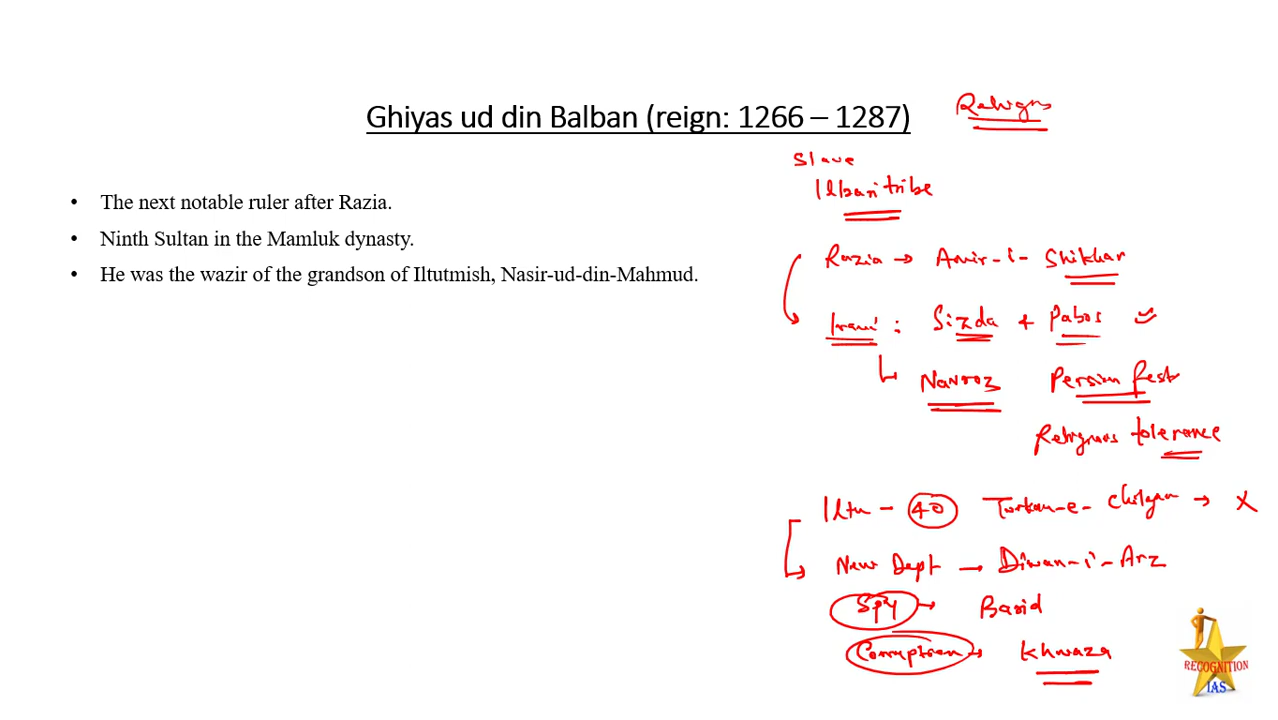 Ghiyas ud din Balban (reign: 1266 – 1287)
• The next notable ruler after Razia.
• Ninth Sultan in the Mamluk dynasty.
• He was the wazir of the grandson of Iltutmish, Nasir-ud-din-Mahmud.
Slave
Ilbari tribe
Razia → Amir-i- Shikhar
Irani : Sizda + Pabos
Navroz Persian fest
Religious tolerance
Iltu - 40 Turkan-e- Chilgan → X
New Dept → Diwan-i-Arz
Spy → Barid
Corruption → Khwaza
RECOGNITION
IAS